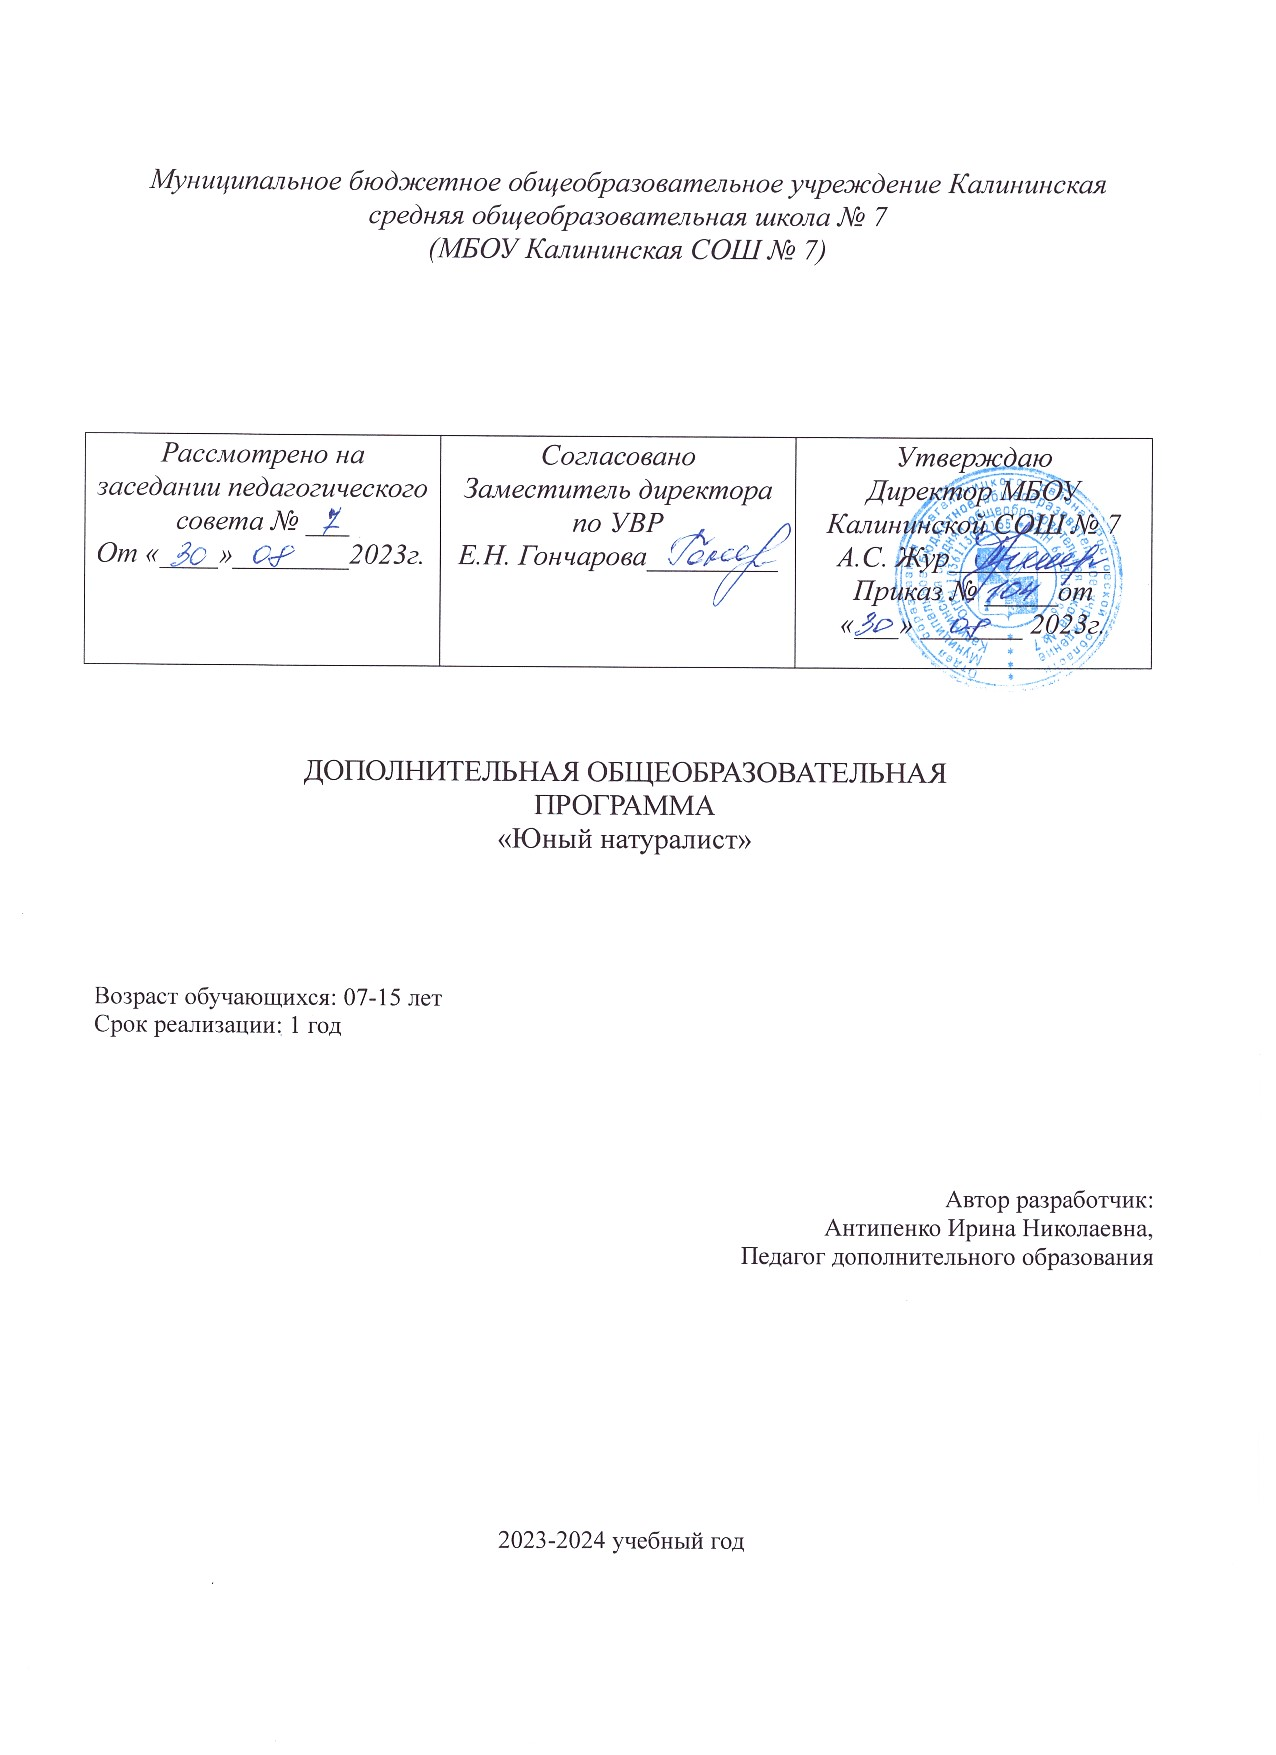 Муниципальное бюджетное общеобразовательное учреждение Калининская
средняя общеобразовательная школа № 7
(МБОУ Калининская СОШ № 7)
Рассмотрено на
заседании педагогического
совета № 7
От «30» 08 2023г.
Согласовано
Заместитель директора
по УВР
Е.Н. Гончарова
Утверждаю
Директор МБОУ
Калининской СОШ № 7
А.С. Жур
Приказ № 104 от
«30» 08 2023г.
ДОПОЛНИТЕЛЬНАЯ ОБЩЕОБРАЗОВАТЕЛЬНАЯ
ПРОГРАММА
«Юный натуралист»
Возраст обучающихся: 07-15 лет
Срок реализации: 1 год
Автор разработчик:
Антипенко Ирина Николаевна,
Педагог дополнительного образования
2023-2024 учебный год